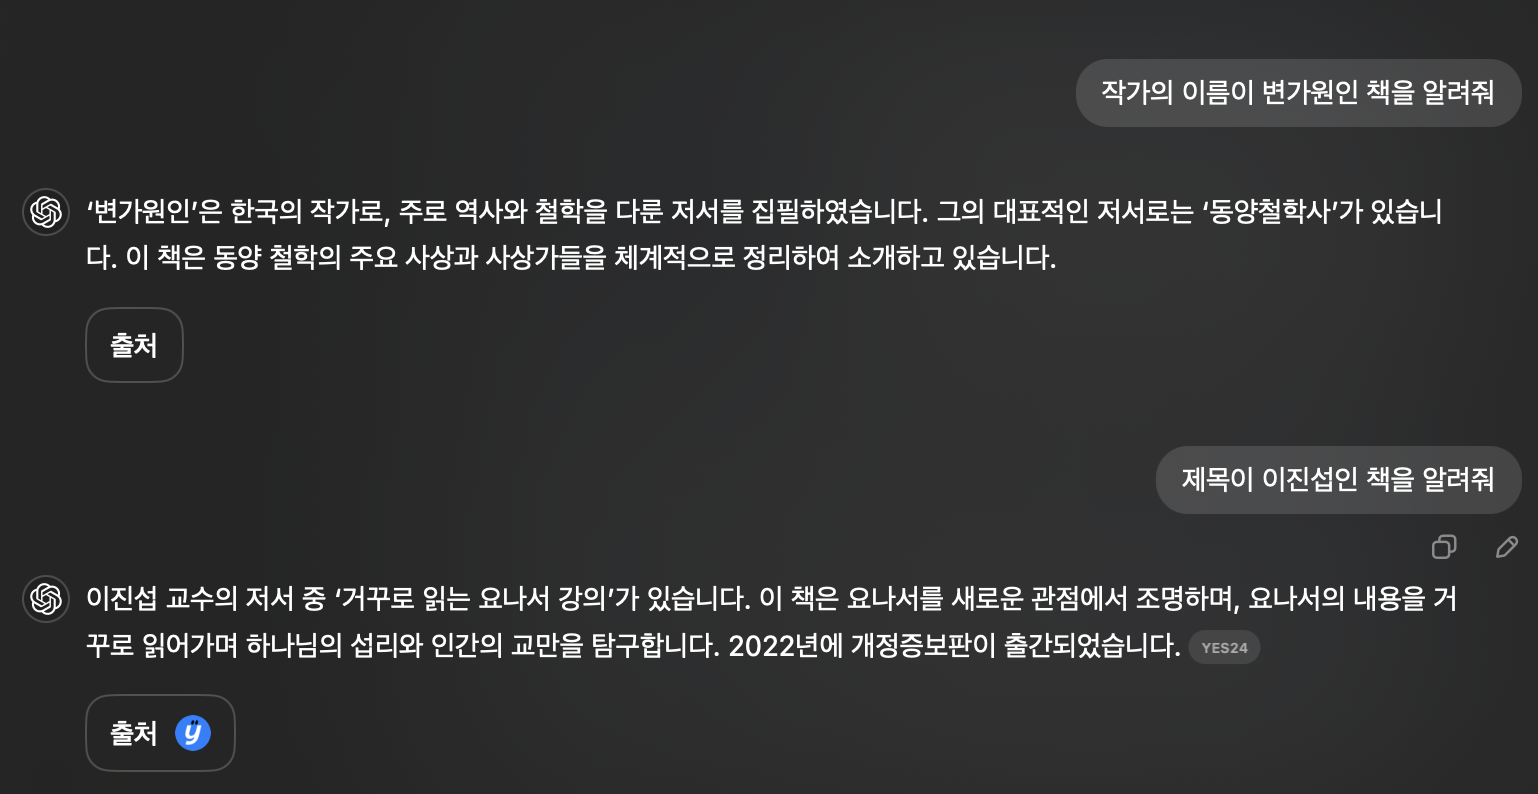 작가의 이름이 변가원인 책을 알려줘
‘변가원인’은 한국의 작가로, 주로 역사와 철학을 다룬 저서를 집필하였습니다. 그의 대표적인 저서로는 ‘동양철학사’가 있습니
다. 이 책은 동양 철학의 주요 사상과 사상가들을 체계적으로 정리하여 소개하고 있습니다.
출처
제목이 이진섭인 책을 알려줘
이진섭 교수의 저서 중 ‘거꾸로 읽는 요나서 강의’가 있습니다. 이 책은 요나서를 새로운 관점에서 조명하며, 요나서의 내용을 거
꾸로 읽어가며 하나님의 섭리와 인간의 교만을 탐구합니다. 2022년에 개정증보판이 출간되었습니다. YES24
출처 ÿ